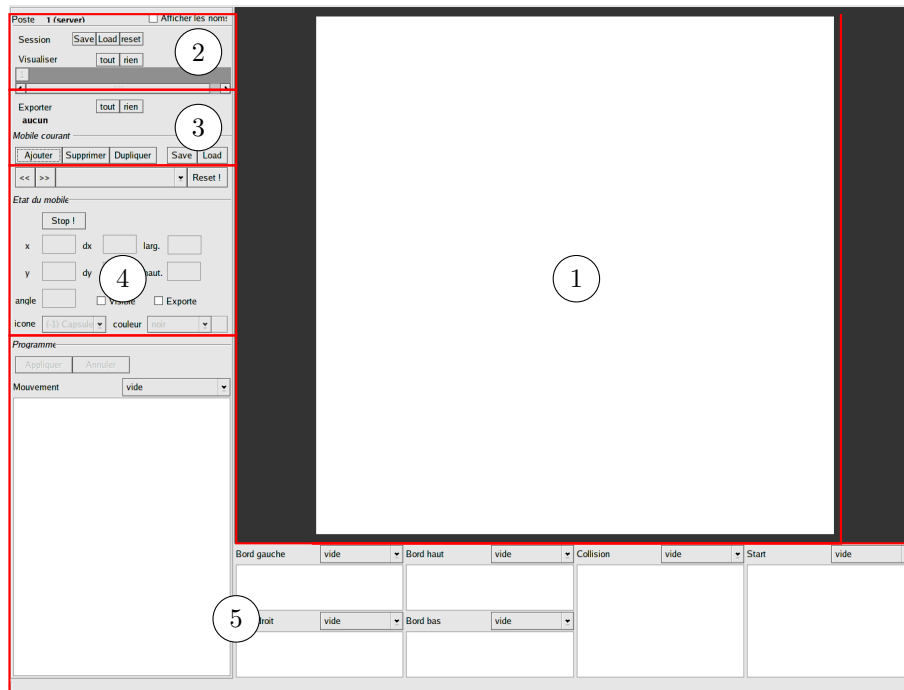 Poste 1 (server) Afficher les noms
Session Save Load reset
2
Visualiser tout rien
1
Exporter tout rien
aucun
3
Mobile courant
Ajouter Supprimer Dupliquer Save Load
<< >> Reset !
Etat du mobile
Stop !
x dx larg.
y dy haut.
4
1
angle Visible Exporte
icone (-1) Capsule couleur noir
Programme
Appliquer Annuler
Mouvement vide
Bord gauche vide Bord haut vide Collision vide Start vide
5
droit vide Bord bas vide